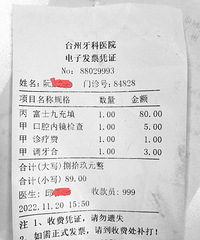 台州牙科医院
电子发票凭证
No: 88029993
姓名: 阮 门诊号: 84828
项目名称规格 数量 金额
丙 富士九充填 1.00 80.00
甲 口腔内镜检查 1.00 5.00
甲 诊疗费 1.00 1.00
甲 调牙合 1.00 3.00
合计(大写)捌拾玖元整
合计(小写) 89.00
医生: 邱 收款员: 999
2022.11.20 15:50
注 1、收费凭证, 请勿遗失
2、如需正式发票, 请到收费处补打!